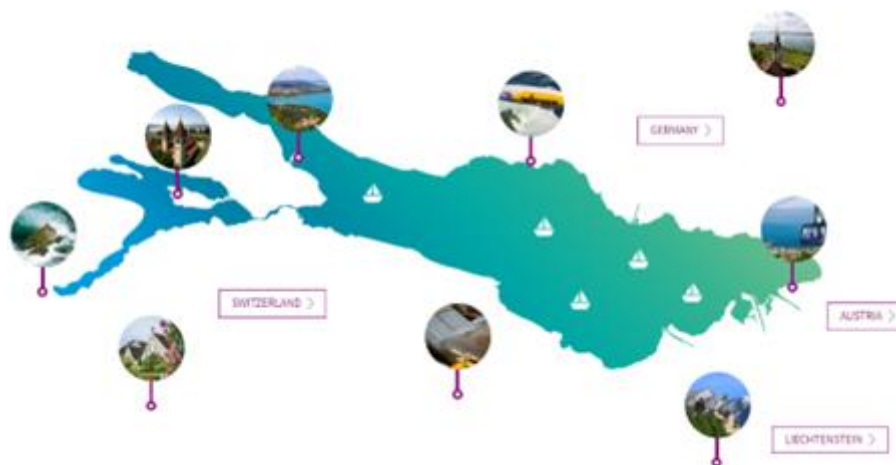 GERMANY >
SWITZERLAND >
AUSTRIA >
LIECHTENSTEIN >